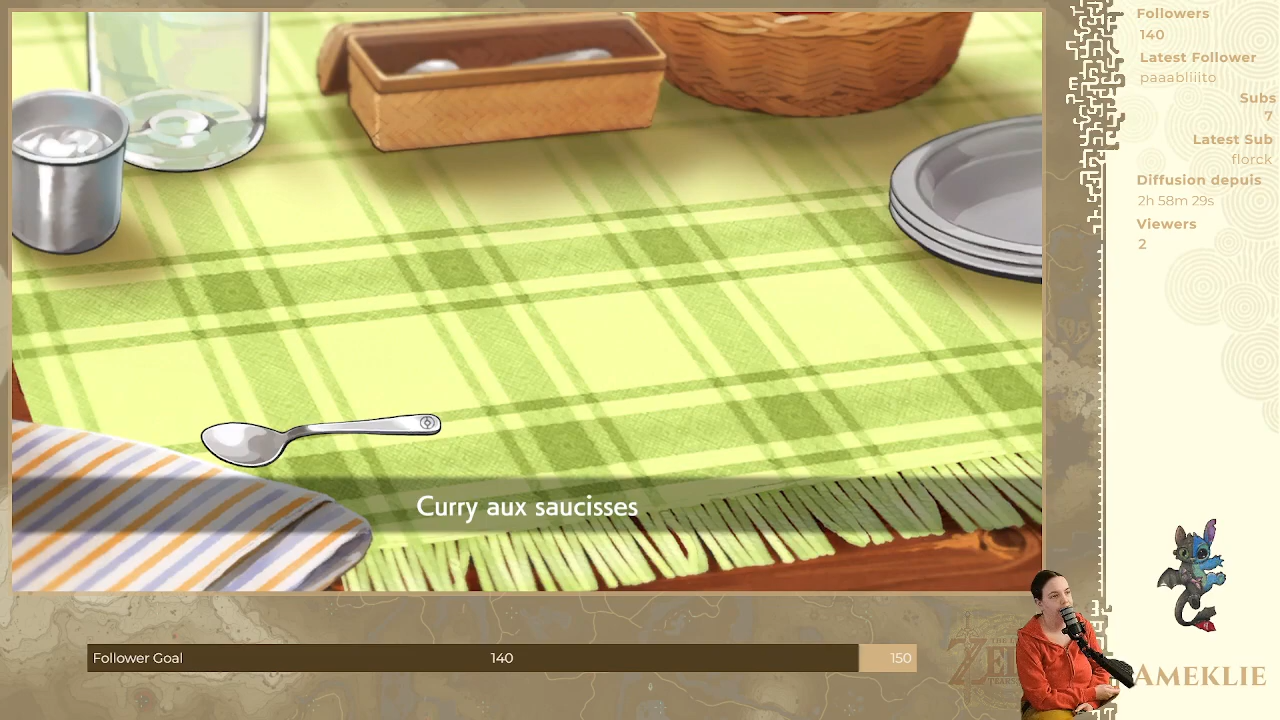 Followers
140
Latest Follower
paaabliiito
Subs
7
Latest Sub
florck
Diffusion depuis
2h 58m 29s
Viewers
2
Curry aux saucisses
Follower Goal 140 150
AMEKLIE